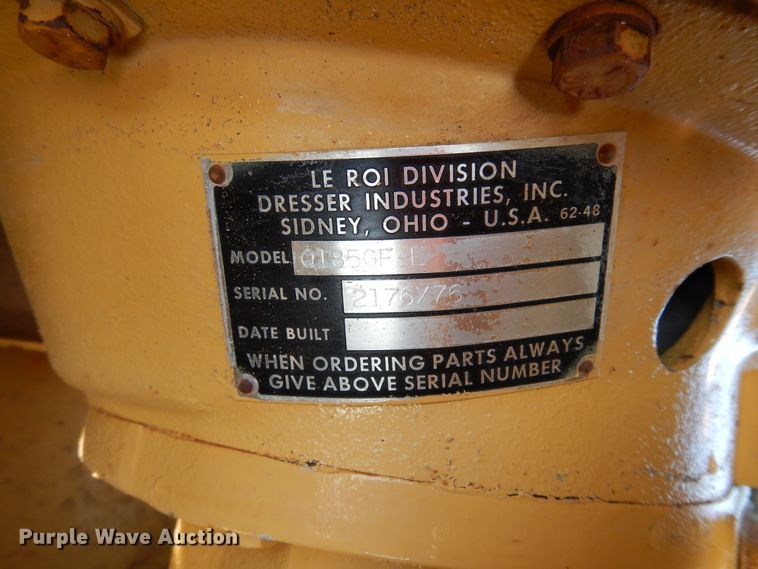 LE ROI DIVISION
DRESSER INDUSTRIES, INC.
SIDNEY, OHIO - U.S.A. 62-48
MODEL Q185GF-E
SERIAL NO. 2176X76
DATE BUILT
WHEN ORDERING PARTS ALWAYS
GIVE ABOVE SERIAL NUMBER
Purple Wave Auction